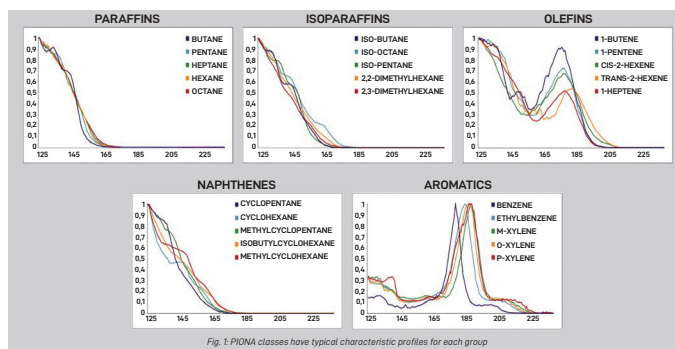 PARAFFINS
1
0,9
0,8
0,7
0,6
0,5
0,4
0,3
0,2
0,1
0
125 145 165 185 205 225
BUTANE
PENTANE
HEPTANE
HEXANE
OCTANE
ISOPARAFFINS
1
0,9
0,8
0,7
0,6
0,5
0,4
0,3
0,2
0,1
0
125 145 165 185 205 225
ISO-BUTANE
ISO-OCTANE
ISO-PENTANE
2,2-DIMETHYLHEXANE
2,3-DIMETHYLHEXANE
OLEFINS
1
0,9
0,8
0,7
0,6
0,5
0,4
0,3
0,2
0,1
0
125 145 165 185 205 225
1-BUTENE
1-PENTENE
CIS-2-HEXENE
TRANS-2-HEXENE
1-HEPTENE
NAPHTHENES
1
0,9
0,8
0,7
0,6
0,5
0,4
0,3
0,2
0,1
0
125 145 165 185 205 225
CYCLOPENTANE
CYCLOHEXANE
METHYLCYCLOPENTANE
ISOBUTYLCYCLOHEXANE
METHYLCYCLOHEXANE
AROMATICS
1
0,9
0,8
0,7
0,6
0,5
0,4
0,3
0,2
0,1
0
125 145 165 185 205 225
BENZENE
ETHYLBENZENE
M-XYLENE
O-XYLENE
P-XYLENE
Fig. 1: PIONA classes have typical characteristic profiles for each group